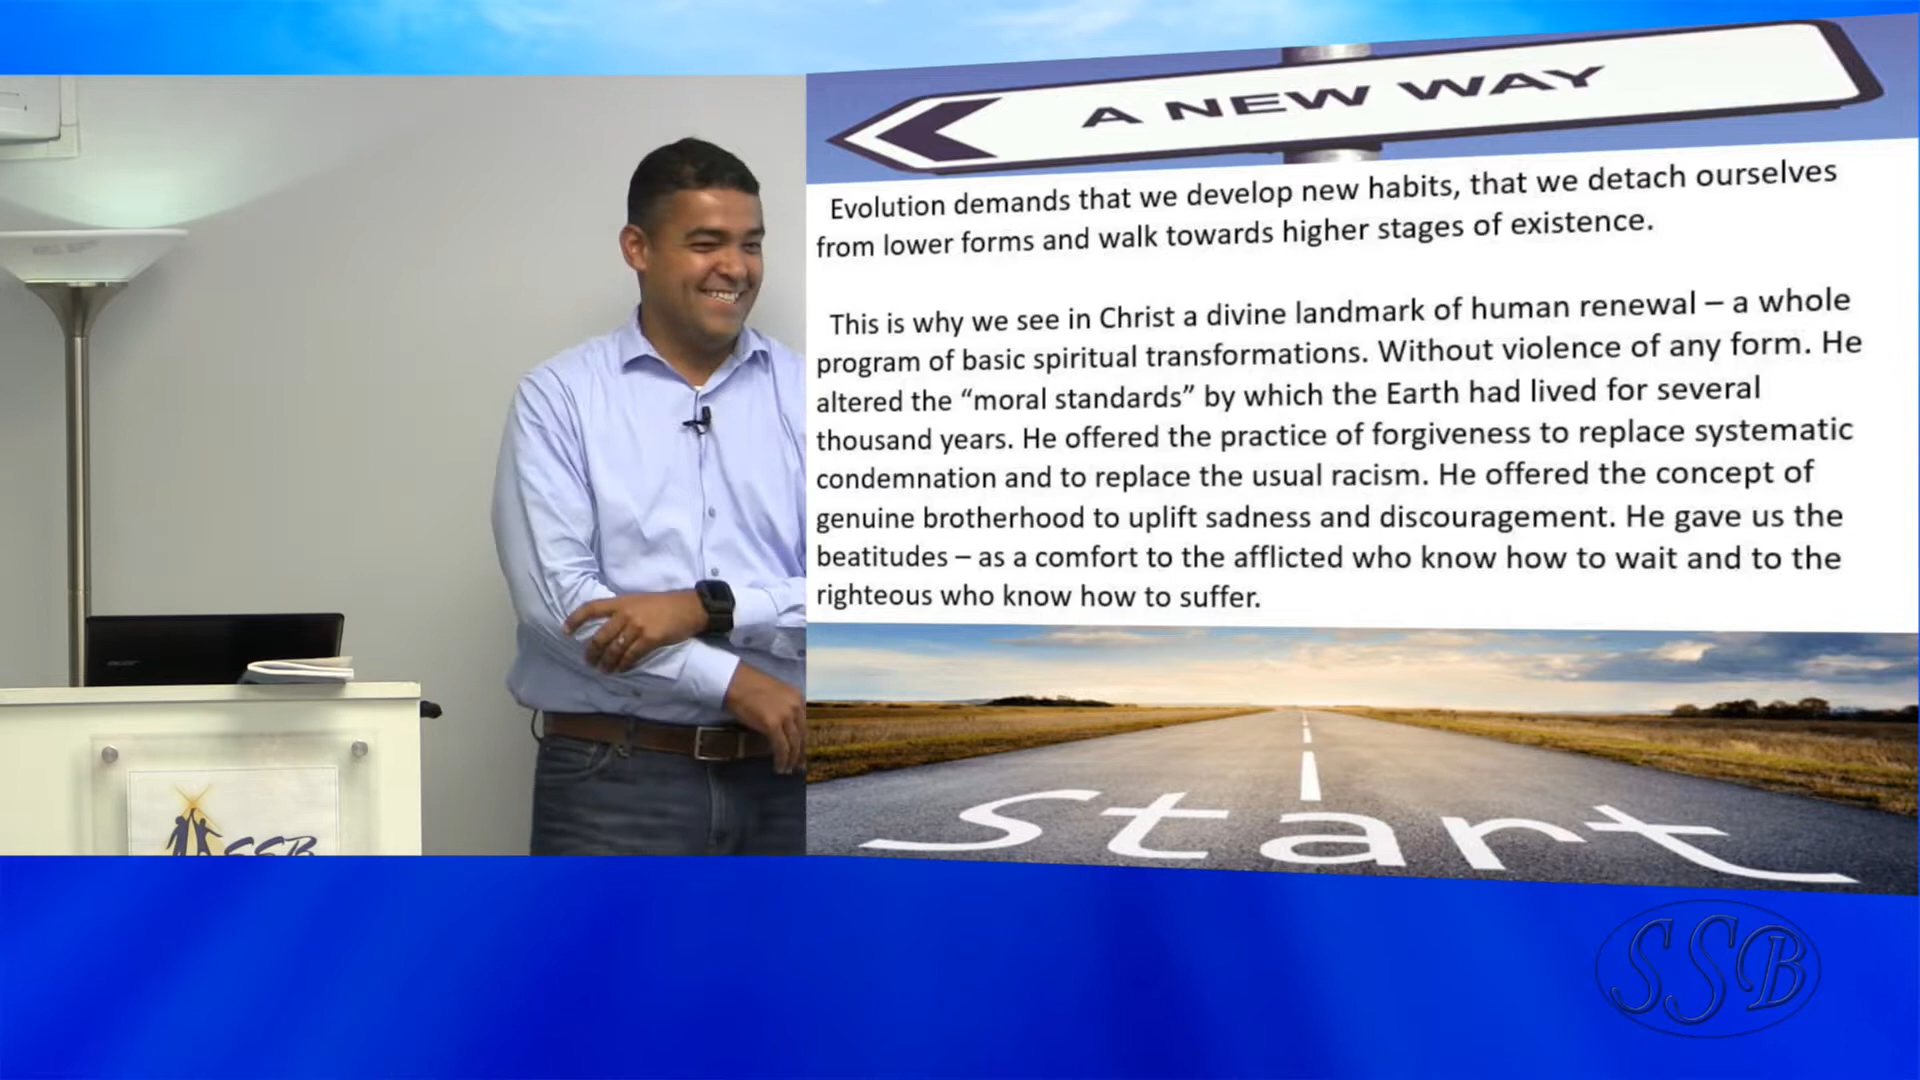 A NEW WAY
Evolution demands that we develop new habits, that we detach ourselves
from lower forms and walk towards higher stages of existence.
This is why we see in Christ a divine landmark of human renewal – a whole
program of basic spiritual transformations. Without violence of any form. He
altered the “moral standards” by which the Earth had lived for several
thousand years. He offered the practice of forgiveness to replace systematic
condemnation and to replace the usual racism. He offered the concept of
genuine brotherhood to uplift sadness and discouragement. He gave us the
beatitudes – as a comfort to the afflicted who know how to wait and to the
righteous who know how to suffer.
Start
acer
SSB
SSB